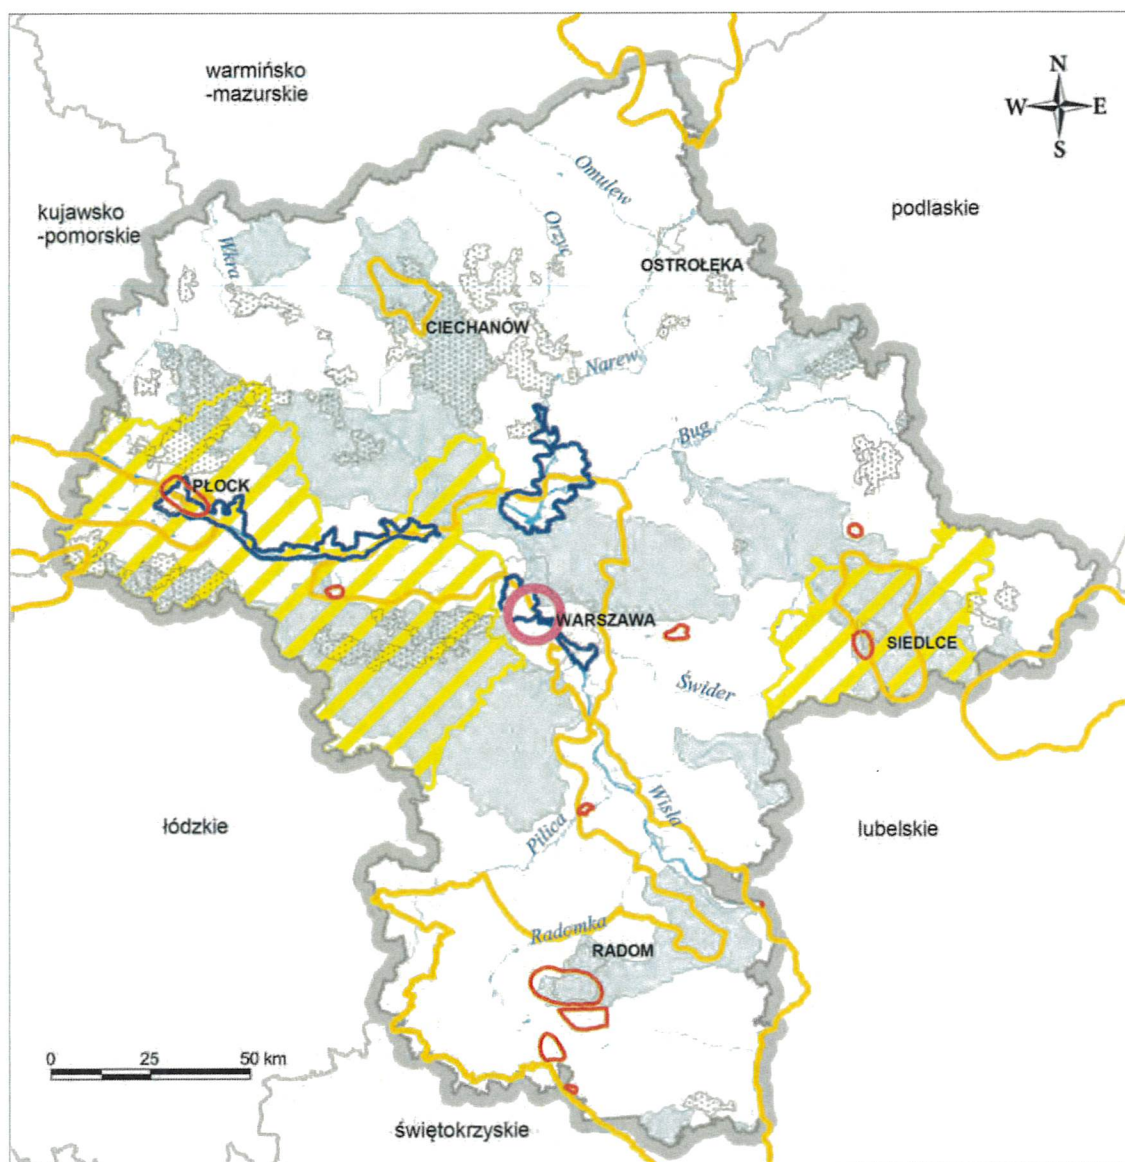 warmińsko
-mazurskie
N
W E
S
kujawsko
-pomorskie
podlaskie
Omulew
Orzyc
Wkra
OSTROŁĘKA
CIECHANÓW
Narew
Bug
PŁOCK
WARSZAWA
SIEDLCE
Świder
Wisła
Pilica
łódzkie
lubelskie
Radomka
RADOM
0 25 50 km
świętokrzyskie